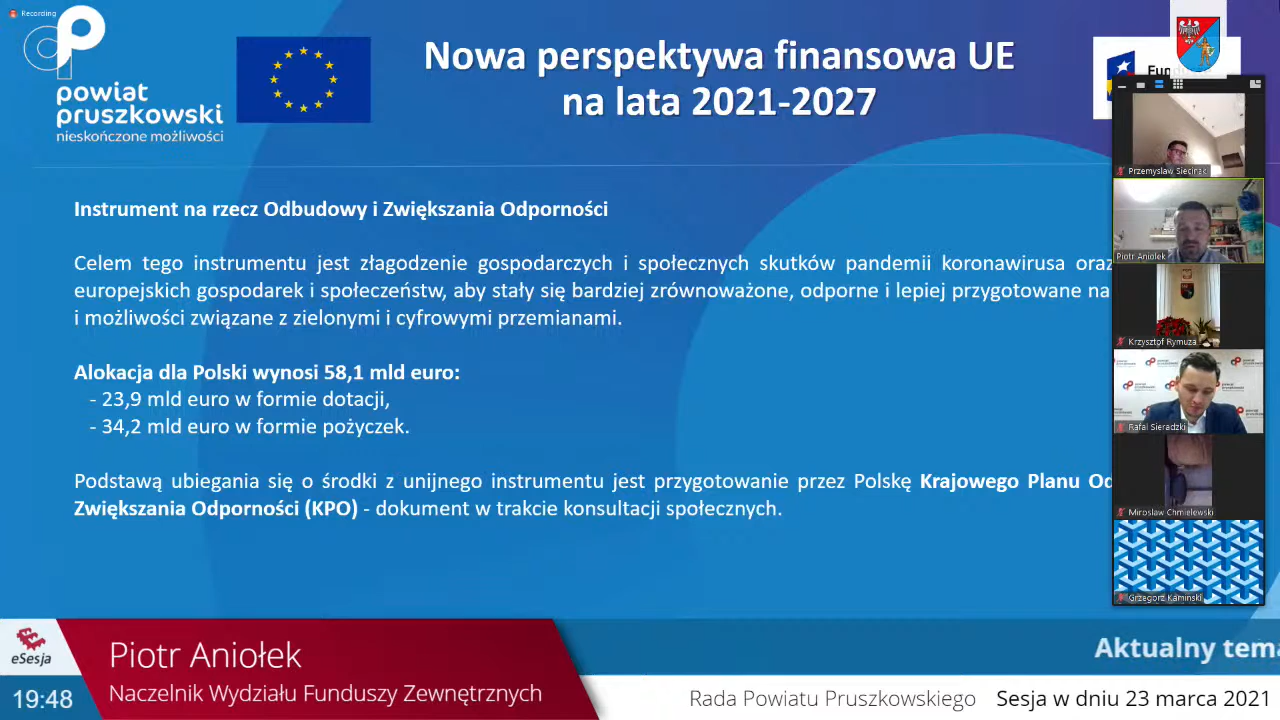 Recording
powiat
pruszkowski
nieskończone możliwości
Nowa perspektywa finansowa UE
na lata 2021-2027
Instrument na rzecz Odbudowy i Zwiększania Odporności
Celem tego instrumentu jest złagodzenie gospodarczych i społecznych skutków pandemii koronawirusa oraz
europejskich gospodarek i społeczeństw, aby stały się bardziej zrównoważone, odporne i lepiej przygotowane na
i możliwości związane z zielonymi i cyfrowymi przemianami.
Alokacja dla Polski wynosi 58,1 mld euro:
- 23,9 mld euro w formie dotacji,
- 34,2 mld euro w formie pożyczek.
Podstawą ubiegania się o środki z unijnego instrumentu jest przygotowanie przez Polskę Krajowego Planu Od
Zwiększania Odporności (KPO) - dokument w trakcie konsultacji społecznych.
Przemysław Siecinski
Piotr Aniołek
Krzysztof Rymuza
Rafał Sieradzki
Mirosław Chmielewski
Grzegorz Kamiński
eSesja
19:48
Piotr Aniołek
Naczelnik Wydziału Funduszy Zewnętrznych
Aktualny tema
Rada Powiatu Pruszkowskiego Sesja w dniu 23 marca 2021